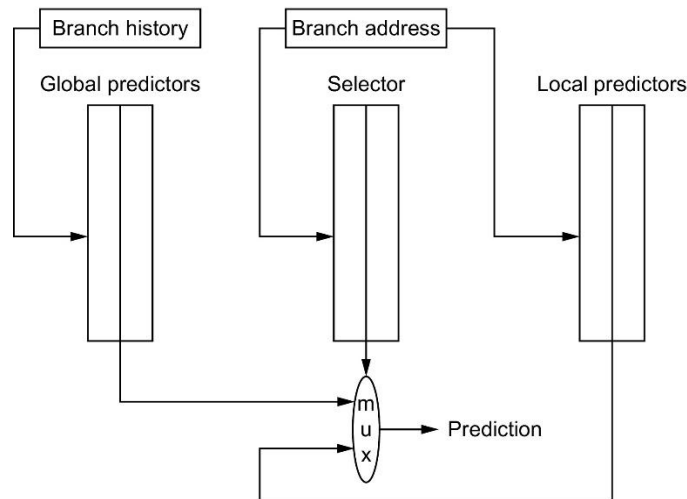 Branch history
Branch address
Global predictors
Selector
Local predictors
m
u
x
Prediction